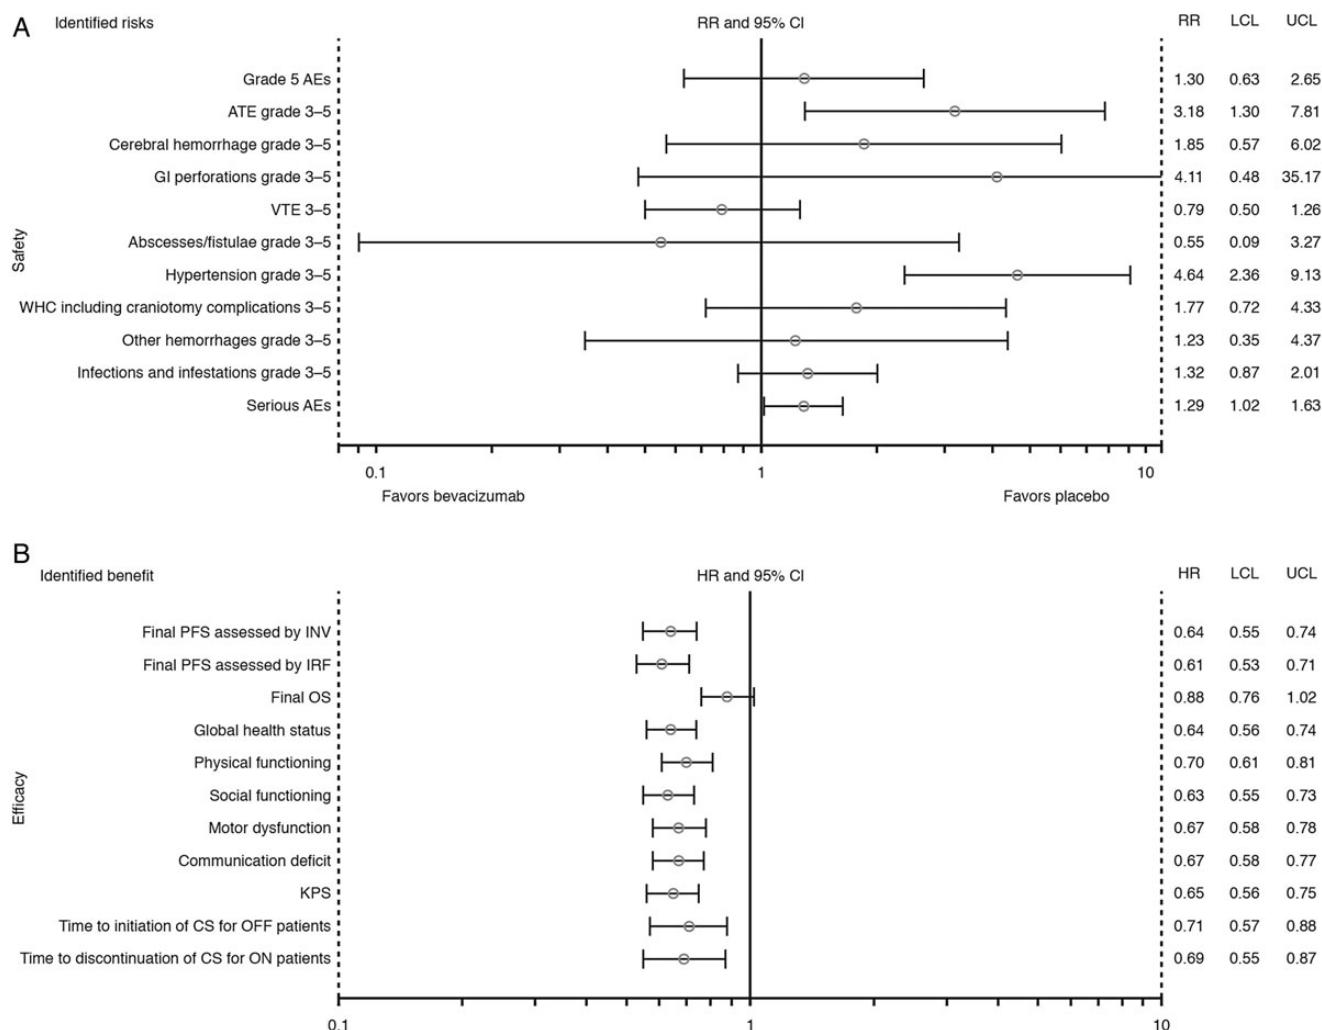 A Identified risks RR and 95% CI RR LCL UCL
Grade 5 AEs 1.30 0.63 2.65
ATE grade 3–5 3.18 1.30 7.81
Cerebral hemorrhage grade 3–5 1.85 0.57 6.02
GI perforations grade 3–5 4.11 0.48 35.17
VTE 3–5 0.79 0.50 1.26
Abscesses/fistulae grade 3–5 0.55 0.09 3.27
Safety
Hypertension grade 3–5 4.64 2.36 9.13
WHC including craniotomy complications 3–5 1.77 0.72 4.33
Other hemorrhages grade 3–5 1.23 0.35 4.37
Infections and infestations grade 3–5 1.32 0.87 2.01
Serious AEs 1.29 1.02 1.63
0.1 1 10
Favors bevacizumab Favors placebo
B
Identified benefit HR and 95% CI HR LCL UCL
Final PFS assessed by INV 0.64 0.55 0.74
Final PFS assessed by IRF 0.61 0.53 0.71
Final OS 0.88 0.76 1.02
Global health status 0.64 0.56 0.74
Physical functioning 0.70 0.61 0.81
Social functioning 0.63 0.55 0.73
Efficacy
Motor dysfunction 0.67 0.58 0.78
Communication deficit 0.67 0.58 0.77
KPS 0.65 0.56 0.75
Time to initiation of CS for OFF patients 0.71 0.57 0.88
Time to discontinuation of CS for ON patients 0.69 0.55 0.87
0.1 1 10